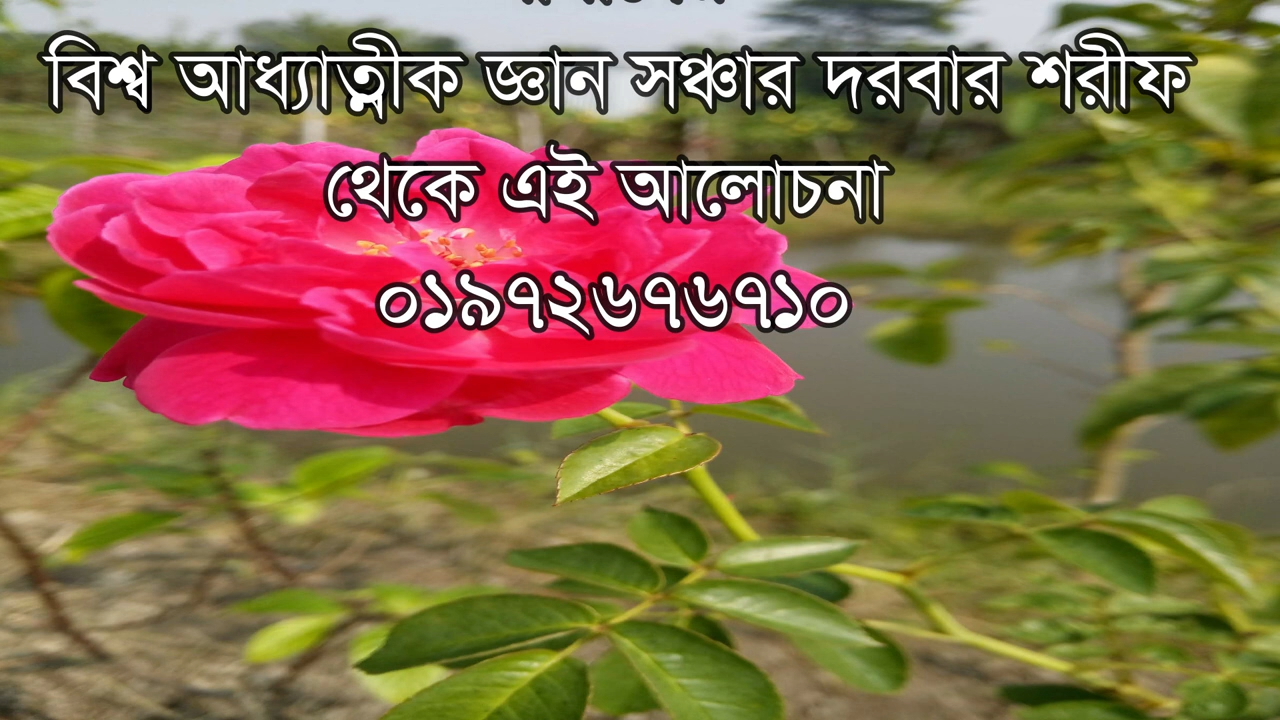 বিশ্ব আধ্যাত্নীক জ্ঞান সঞ্চার দরবার শরীফ
থেকে এই আলোচনা
০১৯৭২৬৭৬৭১০